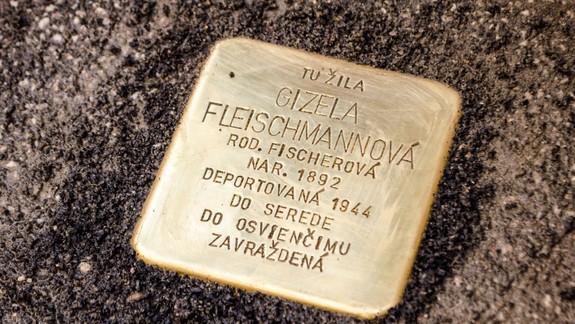 TU ŽILA
GIZELA
FLEISCHMANNOVÁ
ROD. FISCHEROVÁ
NAR. 1892
DEPORTOVANÁ 1944
DO SEREDE
DO OSVIENČIMU
ZAVRAŽDENÁ